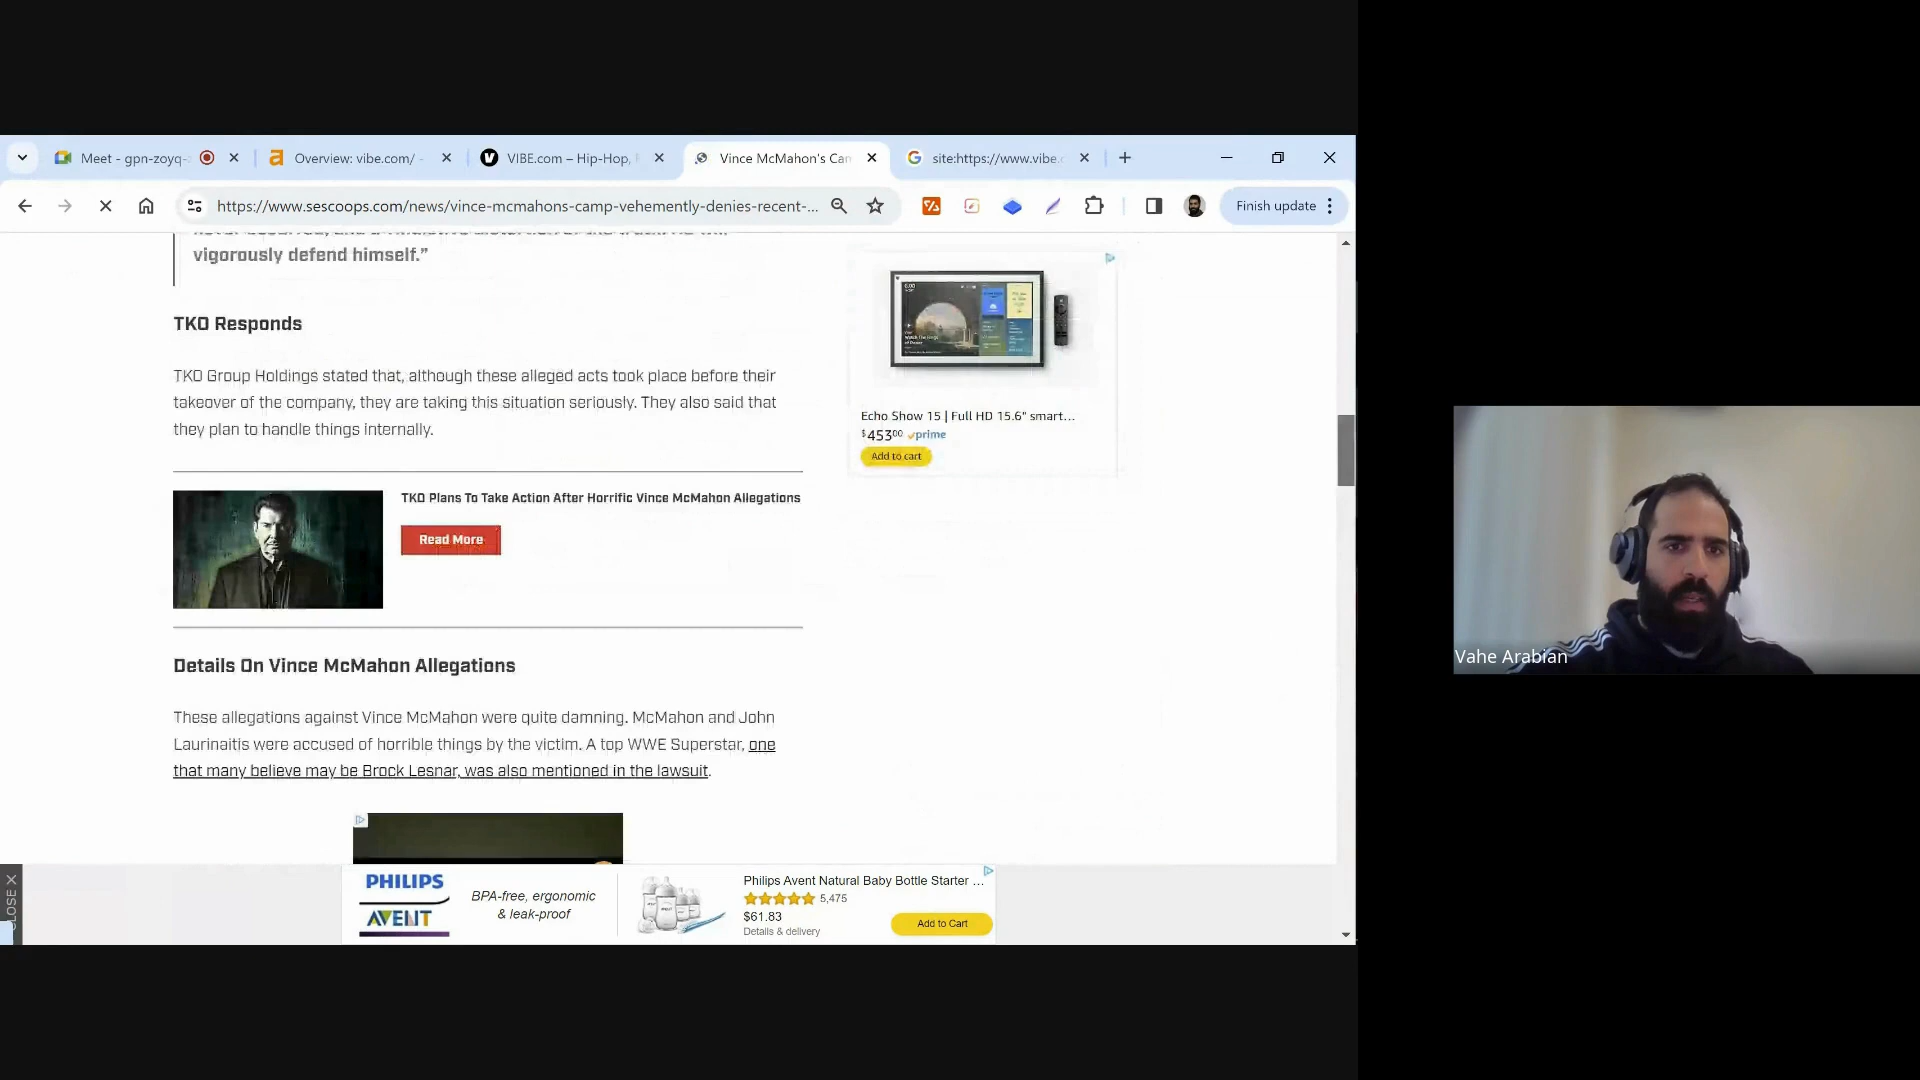 Meet - gpn-zoyq-
Overview: vibe.com/ -
VIBE.com – Hip-Hop,
Vince McMahon's Can
site:https://www.vibe.c
https://www.sescoops.com/news/vince-mcmahons-camp-vehemently-denies-recent-...
Finish update
vigorously defend himself.”
TKO Responds
TKO Group Holdings stated that, although these alleged acts took place before their
takeover of the company, they are taking this situation seriously. They also said that
they plan to handle things internally.
TKO Plans To Take Action After Horrific Vince McMahon Allegations
Read More
Details On Vince McMahon Allegations
These allegations against Vince McMahon were quite damning. McMahon and John
Laurinaitis were accused of horrible things by the victim. A top WWE Superstar, one
that many believe may be Brock Lesnar, was also mentioned in the lawsuit.
Echo Show 15 | Full HD 15.6" smart...
$45300 prime
Add to cart
CLOSE X
PHILIPS
AVENT
BPA-free, ergonomic
& leak-proof
Philips Avent Natural Baby Bottle Starter ...
5,475
$61.83
Details & delivery
Add to Cart
Vahe Arabian